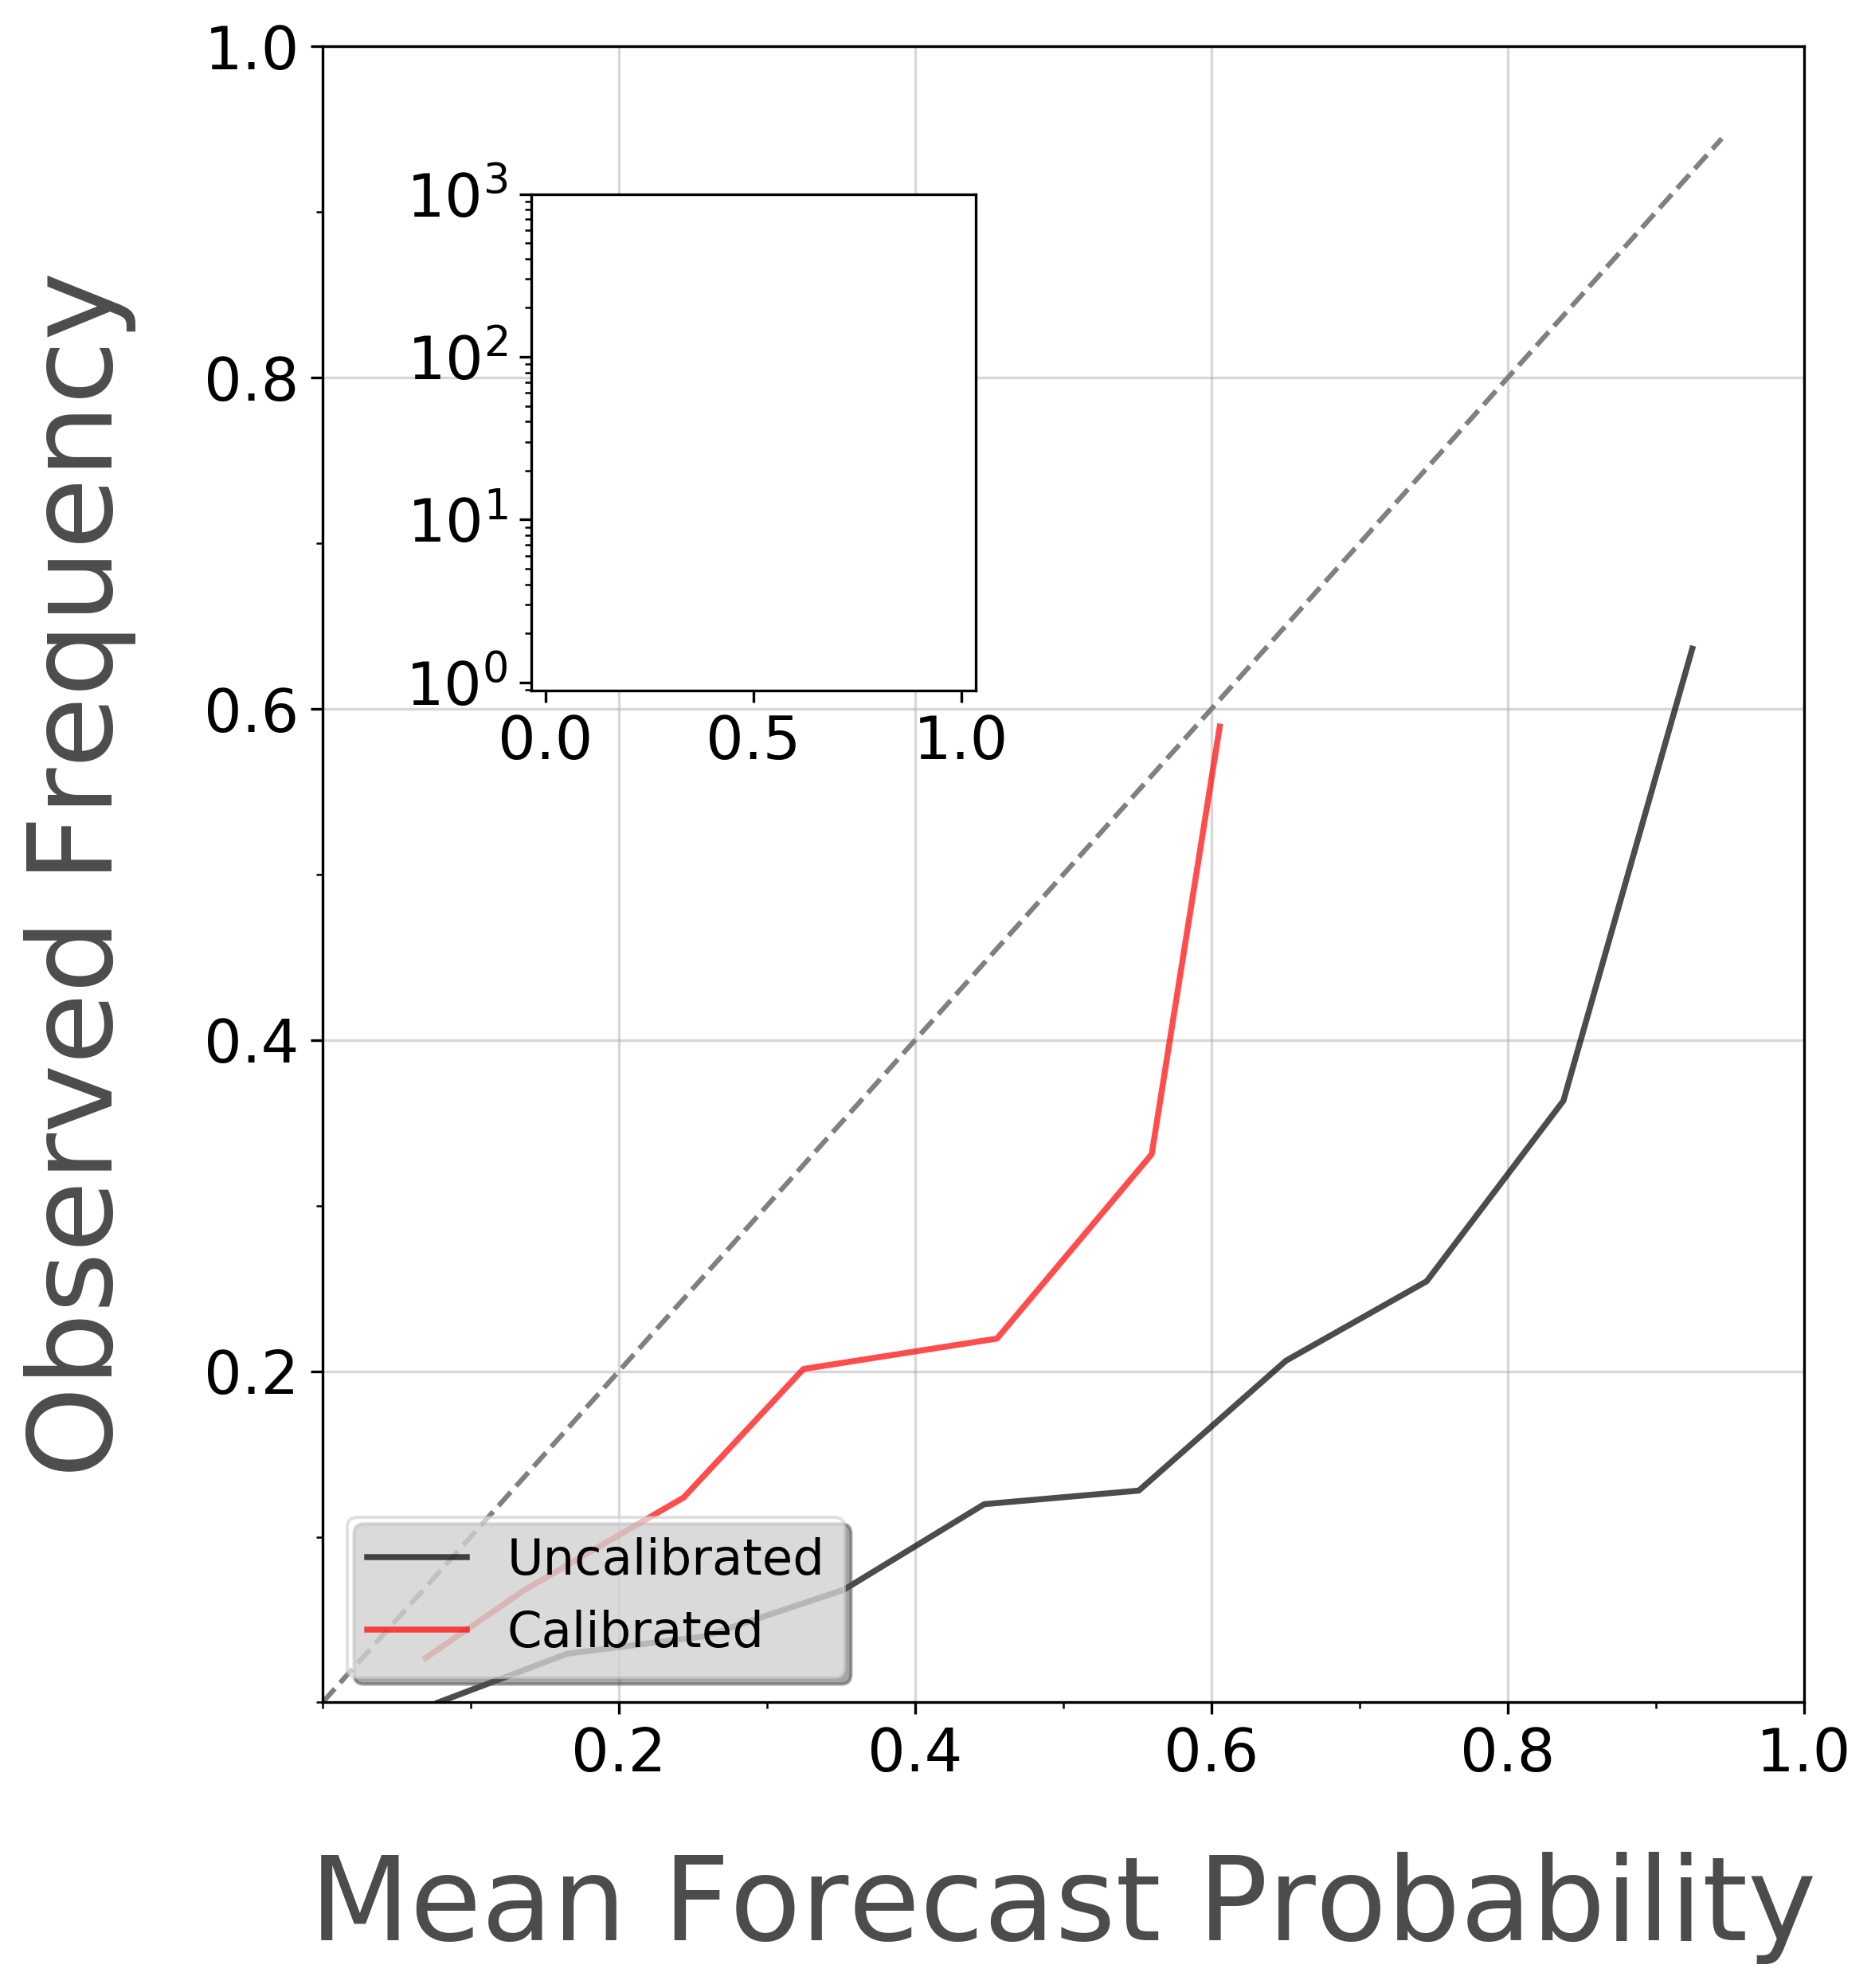 Observed Frequency
1.0
0.8
0.6
0.4
0.2
10³
10²
10¹
10⁰
0.0 0.5 1.0
Uncalibrated
Calibrated
0.2 0.4 0.6 0.8 1.0
Mean Forecast Probability